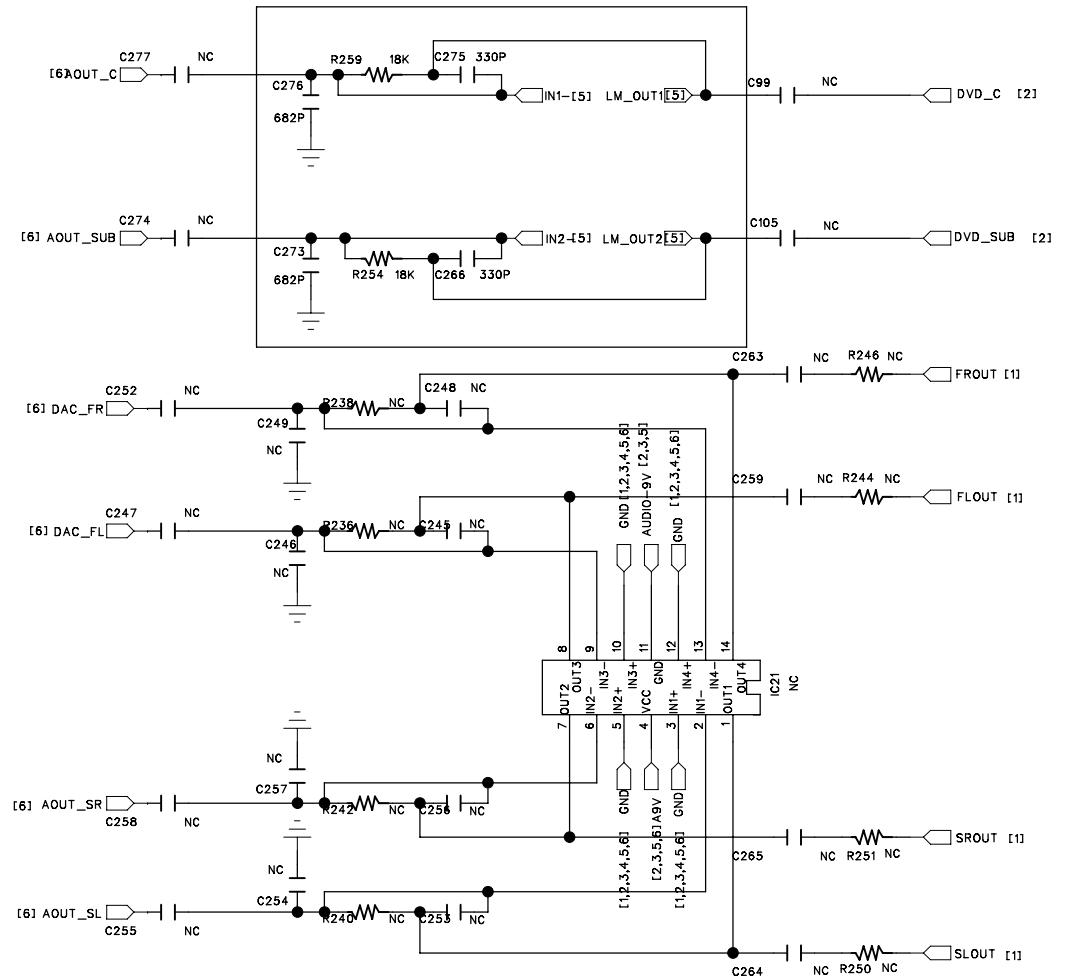 C277 NC
[6]AOUT_C
R259 18K C275 330P
C276
682P
IN1-[5] LM_OUT1[5]
C99 NC
DVD_C [2]
C274 NC
[6] AOUT_SUB
C273
682P
R254 18K C266 330P
IN2-[5] LM_OUT2[5]
C105 NC
DVD_SUB [2]
C263 NC R246 NC
FROUT [1]
C252 NC
[6] DAC_FR
R238 NC C248 NC
C249
NC
GND [1,2,3,4,5,6]
AUDIO-9V [2,3,5]
GND [1,2,3,4,5,6]
C259 NC R244 NC
FLOUT [1]
C247 NC
[6] DAC_FL
R236 NC C245 NC
C246
NC
8 9 10 11 12 13 14
OUT3 IN3- IN3+ GND IN4+ IN4- OUT4
OUT2 IN2- IN2+ VCC IN1+ IN1- OUT1
7 6 5 4 3 2 1
IC21
NC
NC
C257
[6] AOUT_SR
C258 NC
R242 NC C256 NC
GND [1,2,3,4,5,6]
A9V [2,3,5,6]
GND [1,2,3,4,5,6]
C265 NC R251 NC
SROUT [1]
NC
C254
[6] AOUT_SL
C255 NC
R240 NC C253 NC
C264 NC R250 NC
SLOUT [1]